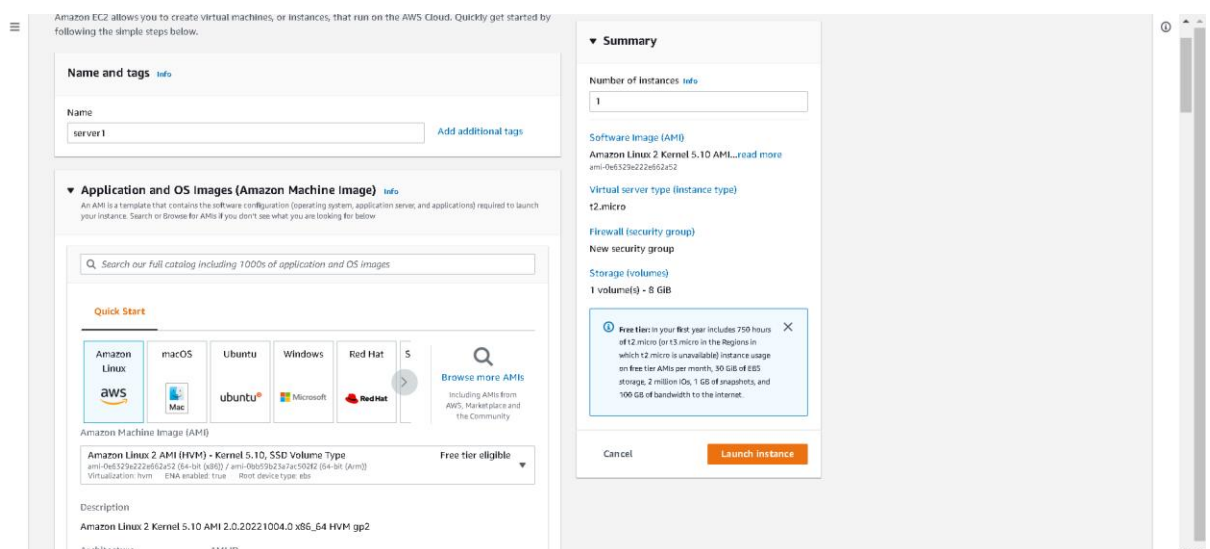 Amazon EC2 allows you to create virtual machines, or instances, that run on the AWS Cloud. Quickly get started by
following the simple steps below.
Name and tags Info
Name
server1
Add additional tags
Application and OS Images (Amazon Machine Image) Info
An AMI is a template that contains the software configuration (operating system, application server, and applications) required to launch
your instance. Search or Browse for AMIs if you don't see what you are looking for below
Search our full catalog including 1000s of application and OS images
Quick Start
Amazon
Linux
aws
macOS
Mac
Ubuntu
ubuntu
Windows
Microsoft
Red Hat
Red Hat
S
Browse more AMIs
Including AMIs from
AWS, Marketplace and
the Community
Amazon Machine Image (AMI)
Amazon Linux 2 AMI (HVM) - Kernel 5.10, SSD Volume Type
Free tier eligible
ami-0e6329e222e662a52 (64-bit (x86)) / ami-0bb59b23a7ac502f2 (64-bit (Arm))
Virtualization: hvm ENA enabled: true Root device type: ebs
Description
Amazon Linux 2 Kernel 5.10 AMI 2.0.20221004.0 x86_64 HVM gp2
Summary
Number of instances Info
1
Software Image (AMI)
Amazon Linux 2 Kernel 5.10 AMI...read more
ami-0e6329e222e662a52
Virtual server type (instance type)
t2.micro
Firewall (security group)
New security group
Storage (volumes)
1 volume(s) - 8 GiB
Free tier: In your first year includes 750 hours
of t2.micro (or t3.micro in the Regions in
which t2.micro is unavailable) instance usage
on free tier AMIs per month, 30 GiB of EBS
storage, 2 million IOs, 1 GB of snapshots, and
100 GB of bandwidth to the internet.
Cancel
Launch instance